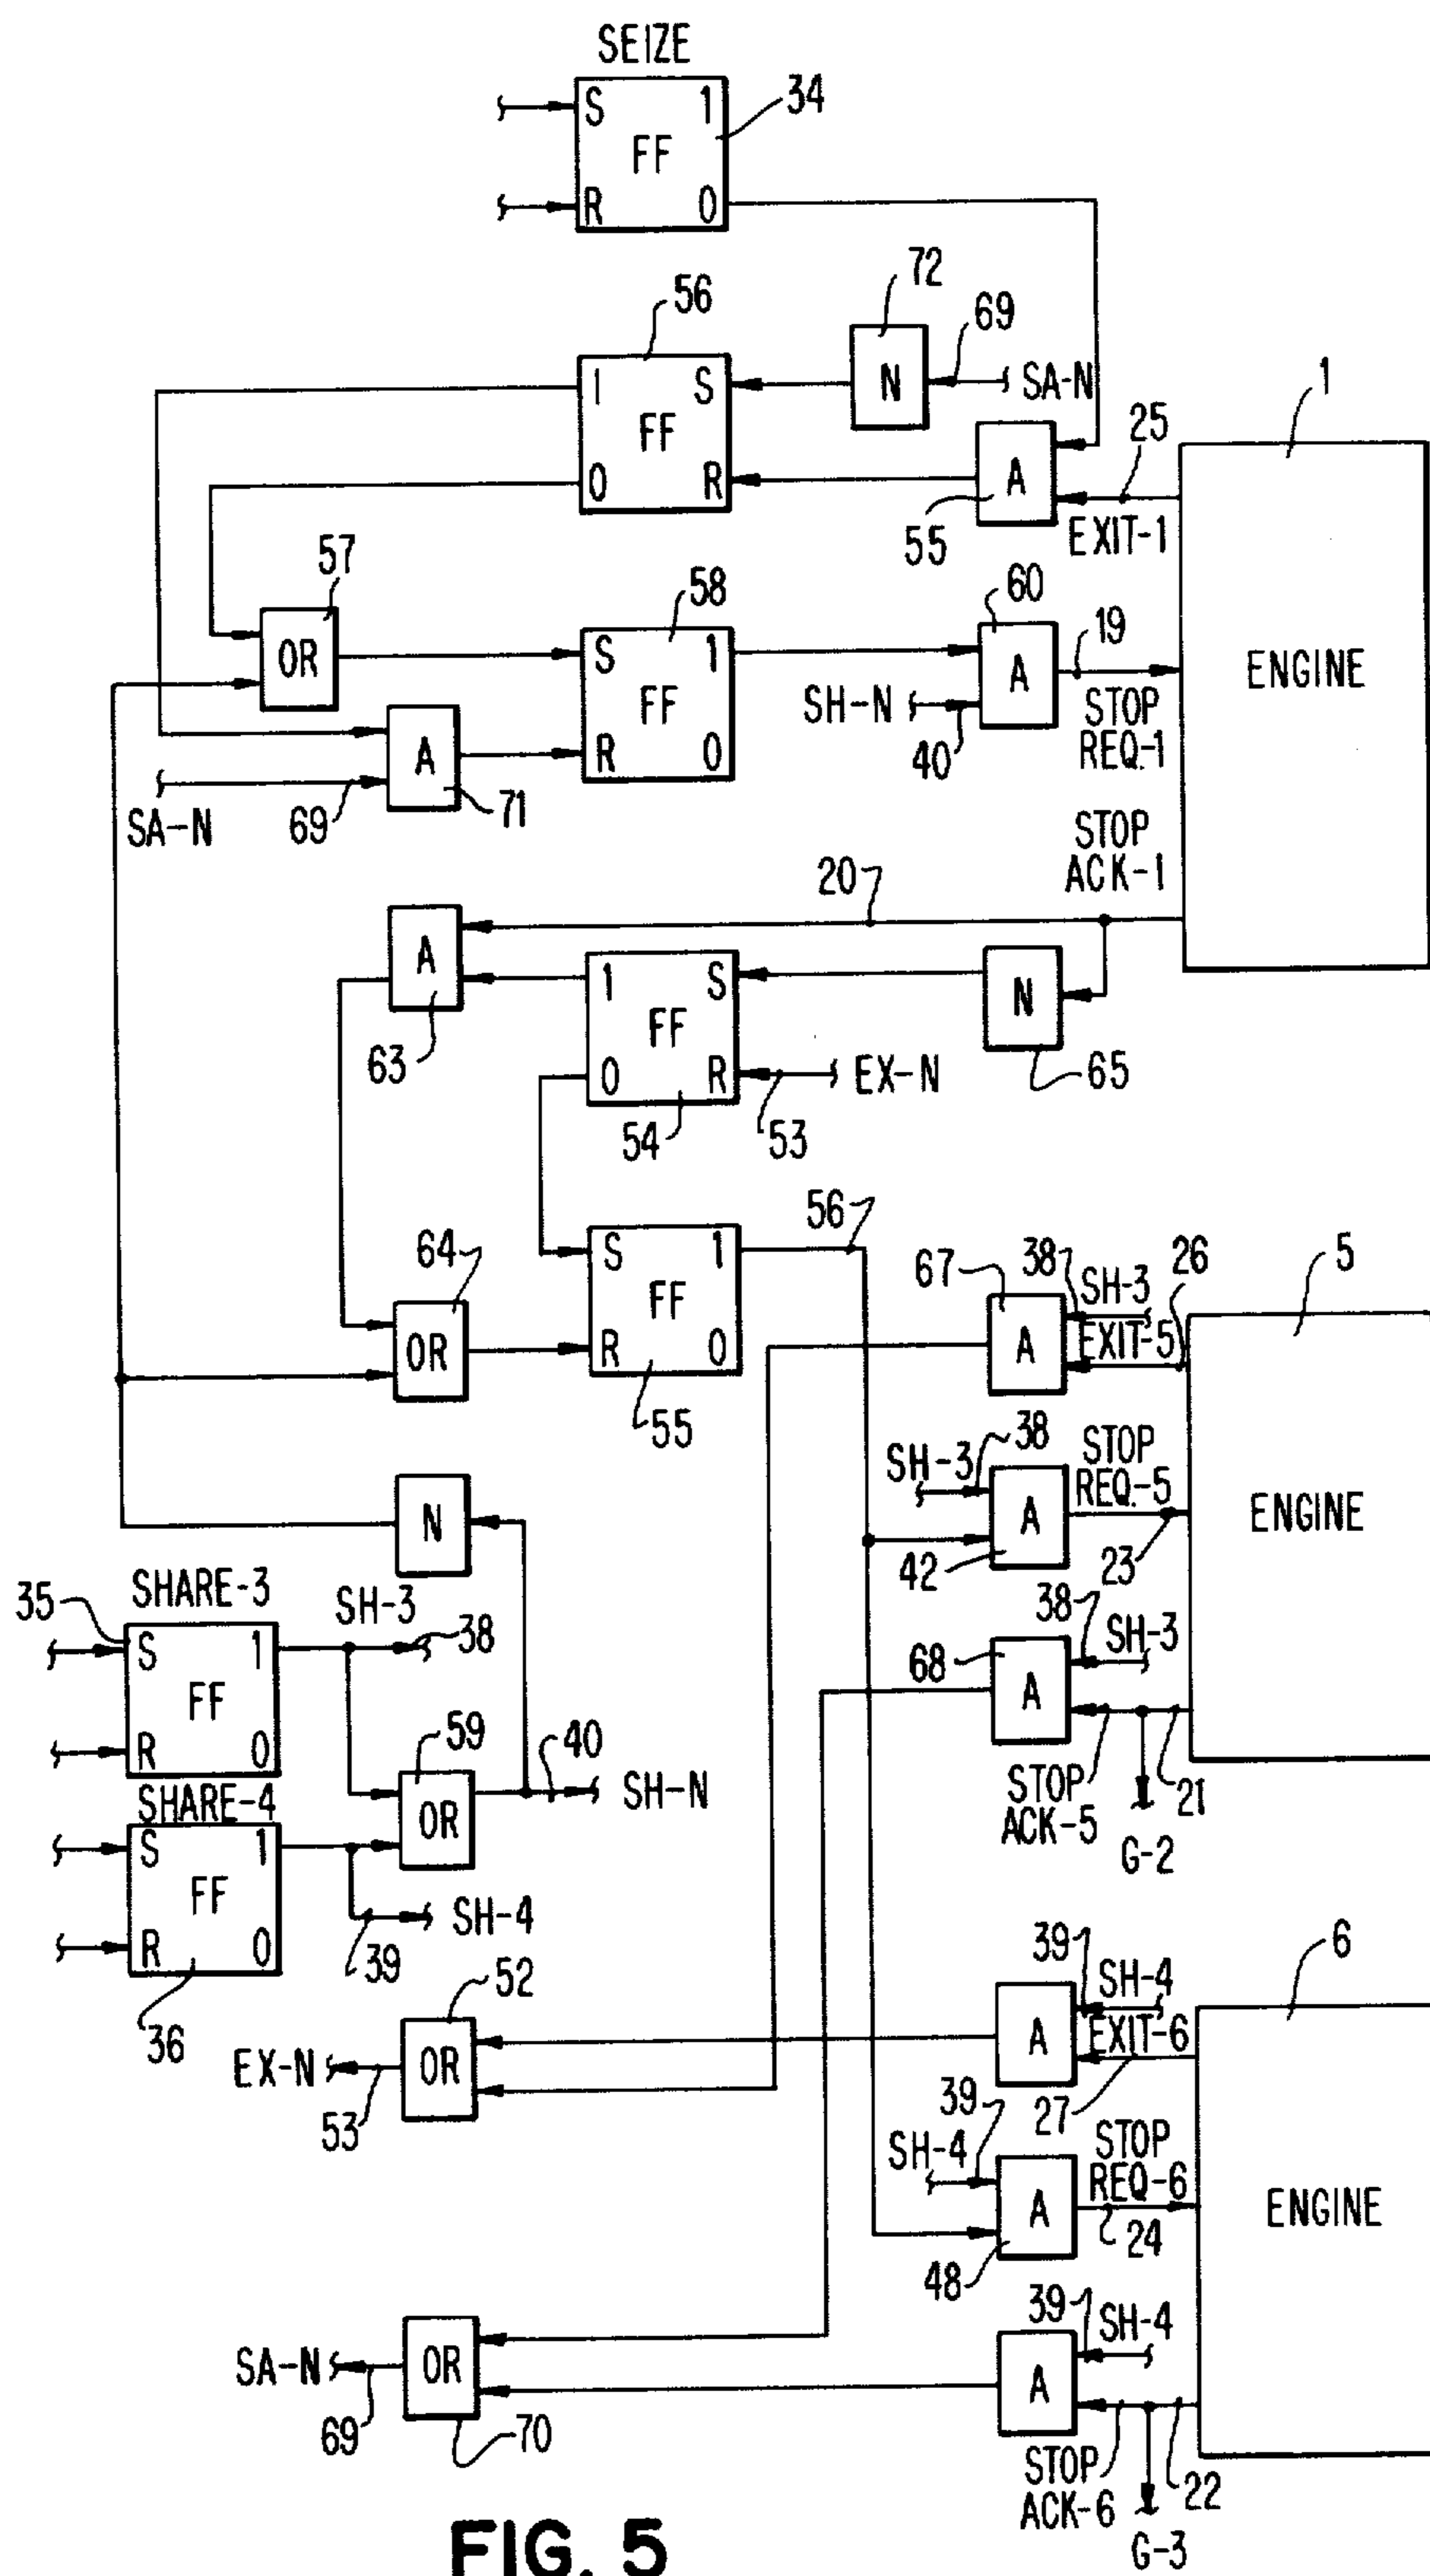 SEIZE
S 1 34
FF
R 0
72
56 69
1 S N SA-N
FF
0 R A 25 1
55 EXIT-1
57 58 60
OR S 1 A 19 ENGINE
FF SH-N STOP
R 0 40 REQ.-1
A
SA-N 69 71 STOP
ACK-1
20
A
63 1 S N
FF
0 R EX-N 65
54 53
56
64 S 1 67 38 SH-3 26 5
FF A EXIT-5
OR R 0
55 SH-3 38 STOP
REQ.-5
N A ENGINE
42 23
35 SHARE-3 SH-3 38
S 1 68 38 SH-3
FF A
R 0 59 40
SHARE-4 OR SH-N STOP
ACK-5 21
S 1 G-2
FF SH-4
R 0 39
36 52 39 SH-4 6
A EXIT-6
EX-N OR 27
53 39 STOP
SH-4 REQ-6
A ENGINE
48 24
39 SH-4
SA-N OR A
69 70 STOP
ACK-6 22
G-3
FIG. 5